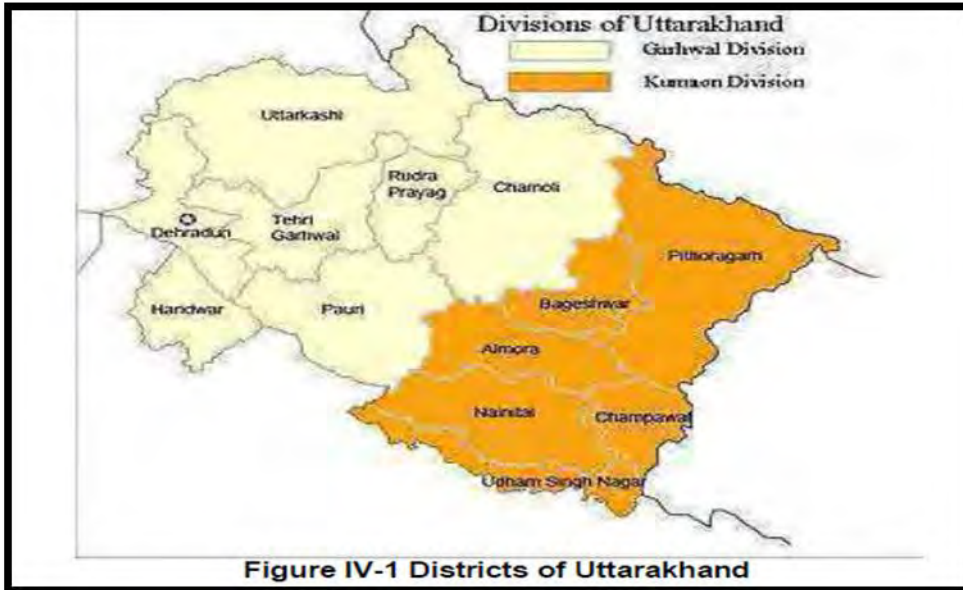 Divisions of Uttarakhand
Garhwal Division
Kumaon Division
Uttarkashi
Rudra
Prayag
Chamoli
Dehradun
Tehri
Garhwal
Pithoragarh
Haridwar
Pauri
Bageshwar
Almora
Nainital
Champawat
Udham Singh Nagar
Figure IV-1 Districts of Uttarakhand